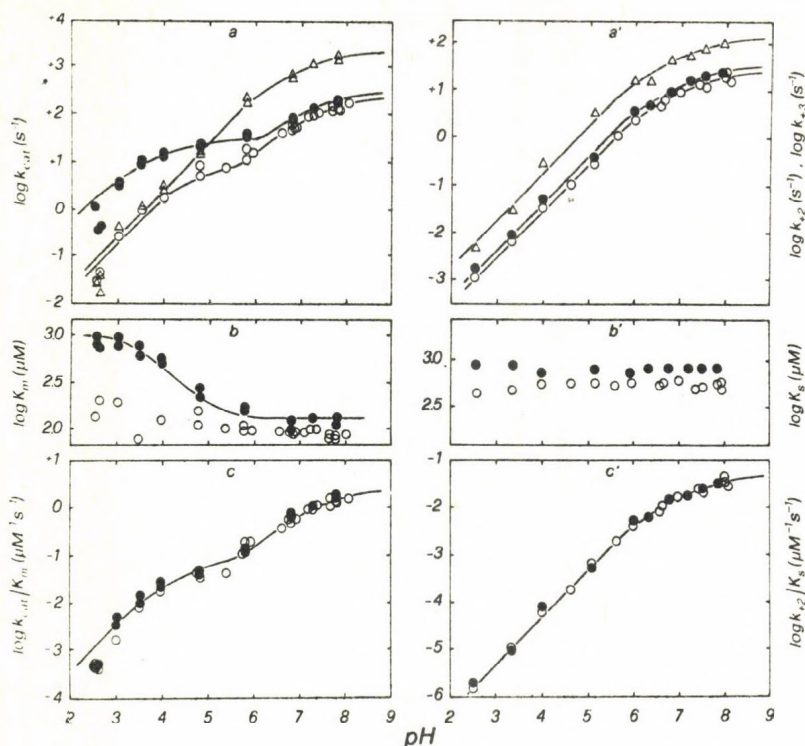 a
a'
+4
+3
+2
+1
0
-1
-2
log k_cat (s⁻¹)
+2
+1
0
-1
-2
-3
log k₊₂ (s⁻¹), log k₊₃ (s⁻¹)
b
b'
3.0
2.5
2.0
log K_m (μM)
3.0
2.5
log K_s (μM)
c
c'
+1
0
-1
-2
-3
-4
log k_cat/K_m (μM⁻¹s⁻¹)
-1
-2
-3
-4
-5
-6
log k₊₂/K_s (μM⁻¹s⁻¹)
2 3 4 5 6 7 8 9
2 3 4 5 6 7 8 9
pH